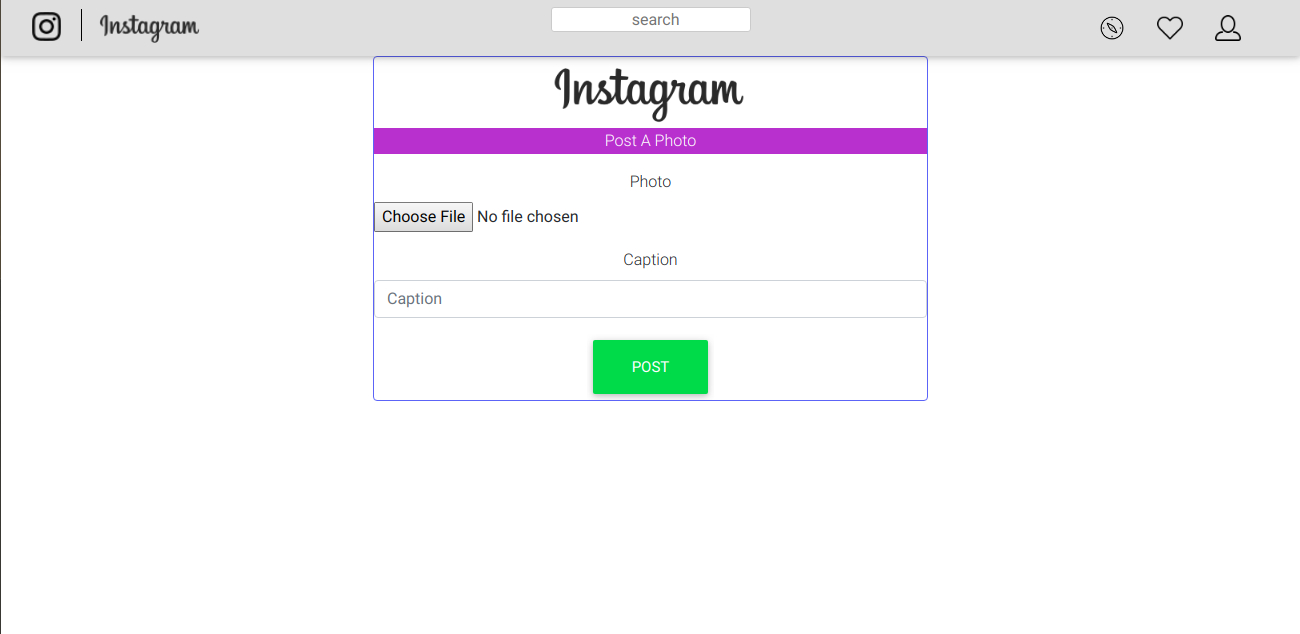 Instagram
search
Instagram
Post A Photo
Photo
Choose File No file chosen
Caption
Caption
POST